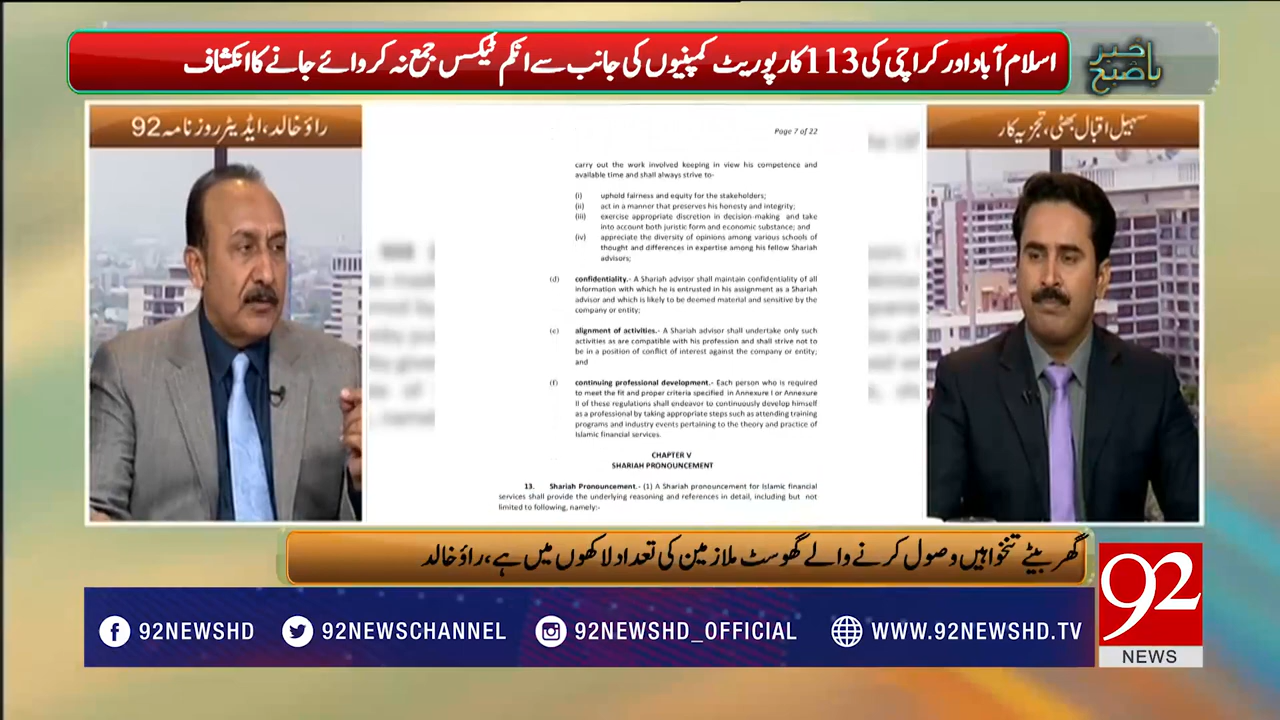 اسلام آباد اور کراچی کی 113 کارپوریٹ کمپنیوں کی جانب سے انکم ٹیکس جمع نہ کروائے جانے کا انکشاف
باخبر
صبح
راؤ خالد، ایڈیٹر روزنامہ 92
سہیل اقبال بھٹی، تجزیہ کار
Page 7 of 22
carry out the work involved keeping in view his competence and
available time and shall always strive to-
(i) uphold fairness and equity for the stakeholders;
(ii) act in a manner that preserves his honesty and integrity;
(iii) exercise appropriate discretion in decision-making and take
into account both juristic form and economic substance; and
(iv) appreciate the diversity of opinions among various schools of
thought and differences in expertise among his fellow Shariah
advisors;
(d) confidentiality.- A Shariah advisor shall maintain confidentiality of all
information with which he is entrusted in his assignment as a Shariah
advisor and which is likely to be deemed material and sensitive by the
company or entity;
(e) alignment of activities.- A Shariah advisor shall undertake only such
activities as are compatible with his profession and shall strive not to
be in a position of conflict of interest against the company or entity;
and
(f) continuing professional development.- Each person who is required
to meet the fit and proper criteria specified in Annexure I or Annexure
II of these regulations shall endeavor to continuously develop himself
as a professional by taking appropriate steps such as attending training
programs and industry events pertaining to the theory and practice of
Islamic financial services.
CHAPTER V
SHARIAH PRONOUNCEMENT
13. Shariah Pronouncement.- (1) A Shariah pronouncement for Islamic financial
services shall provide the underlying reasoning and references in detail, including but not
limited to following, namely:-
گھر بیٹے تنخواہیں وصول کرنے والے گھوسٹ ملازمین کی تعداد لاکھوں میں ہے، راؤ خالد
92NEWSHD 92NEWSCHANNEL 92NEWSHD_OFFICIAL WWW.92NEWSHD.TV
92
NEWS